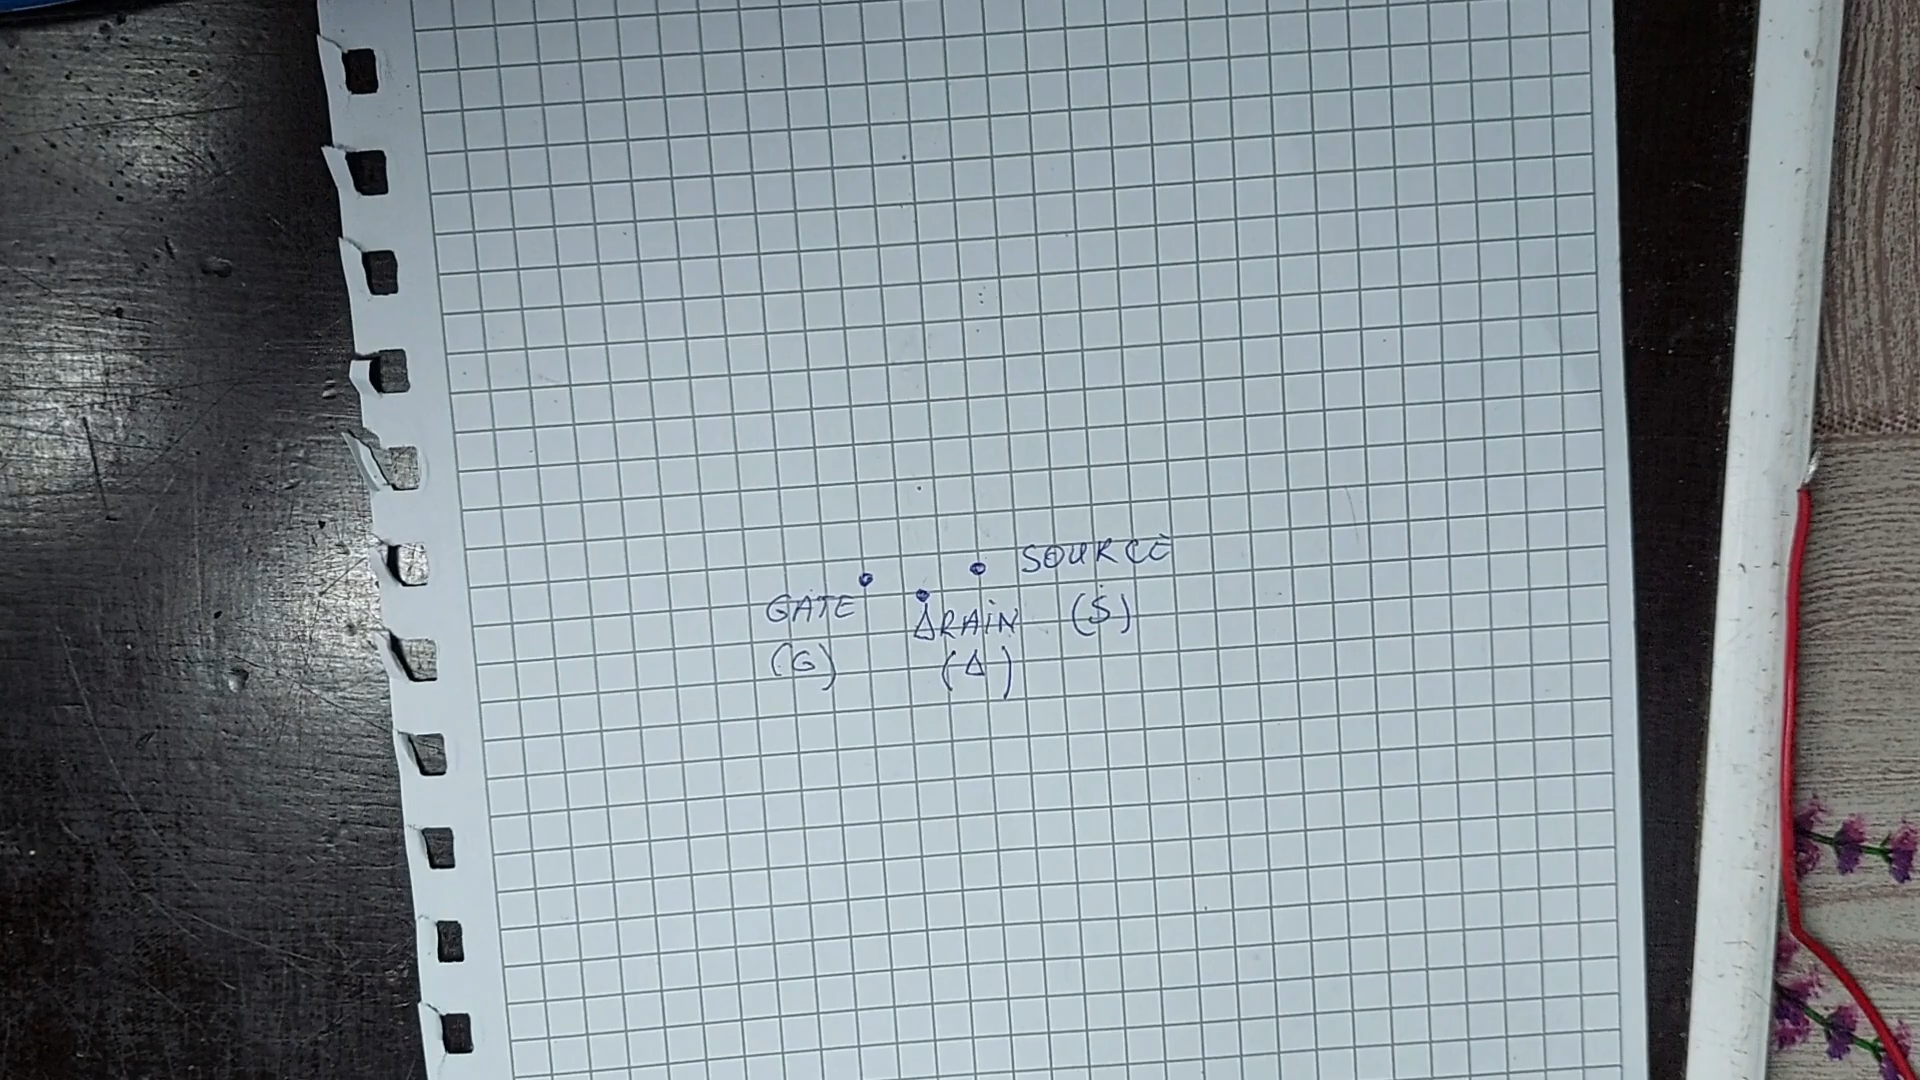 SOURCE
(S)
GATE
(G)
ΔRAIN
(Δ)